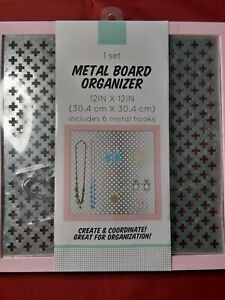 1 set
METAL BOARD
ORGANIZER
12IN X 12IN
(30.4 cm X 30.4 cm)
includes 6 metal hooks
CREATE & COORDINATE!
GREAT FOR ORGANIZATION!